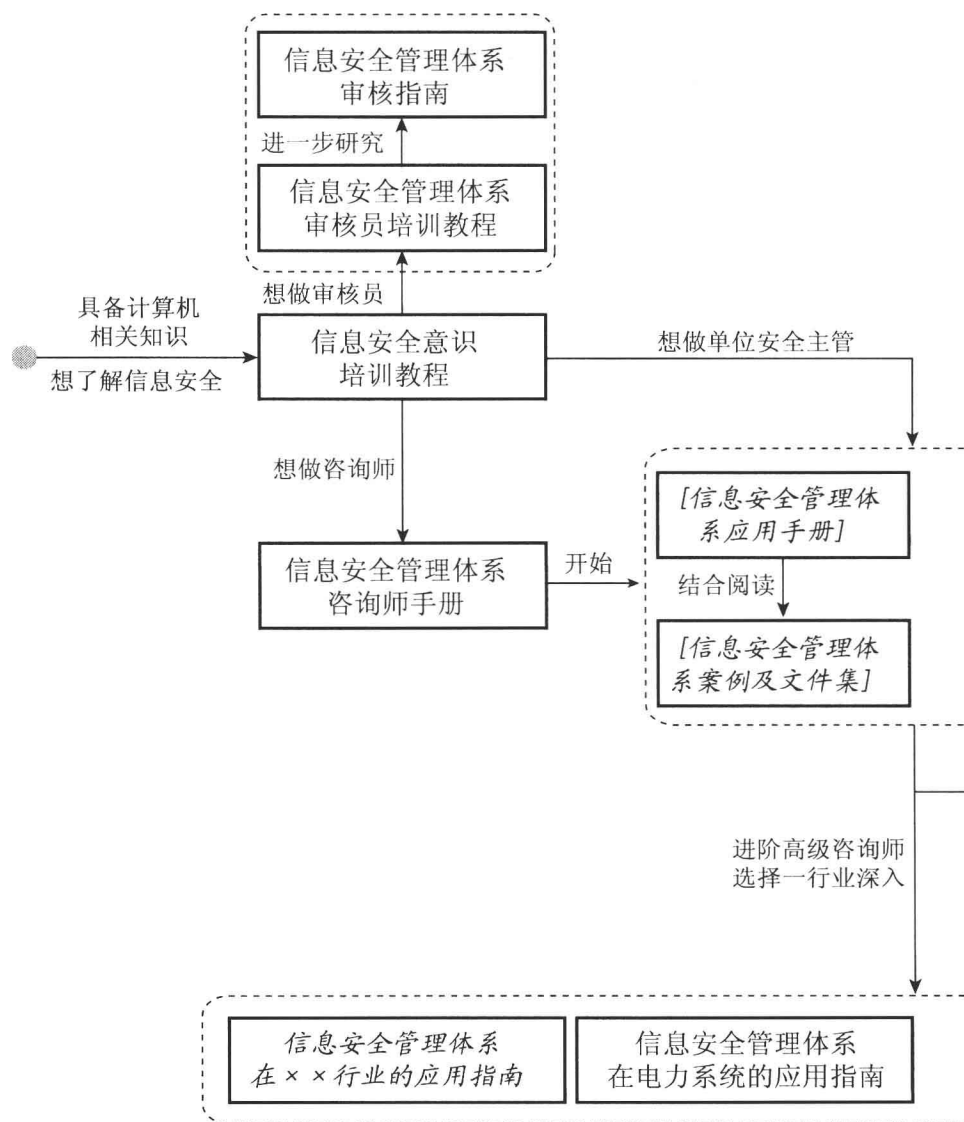 信息安全管理体系
审核指南
进一步研究
信息安全管理体系
审核员培训教程
想做审核员
具备计算机
相关知识
想了解信息安全
信息安全意识
培训教程
想做单位安全主管
想做咨询师
[信息安全管理体
系应用手册]
信息安全管理体系
咨询师手册
开始
结合阅读
[信息安全管理体
系案例及文件集]
进阶高级咨询师
选择一行业深入
信息安全管理体系
在××行业的应用指南
信息安全管理体系
在电力系统的应用指南